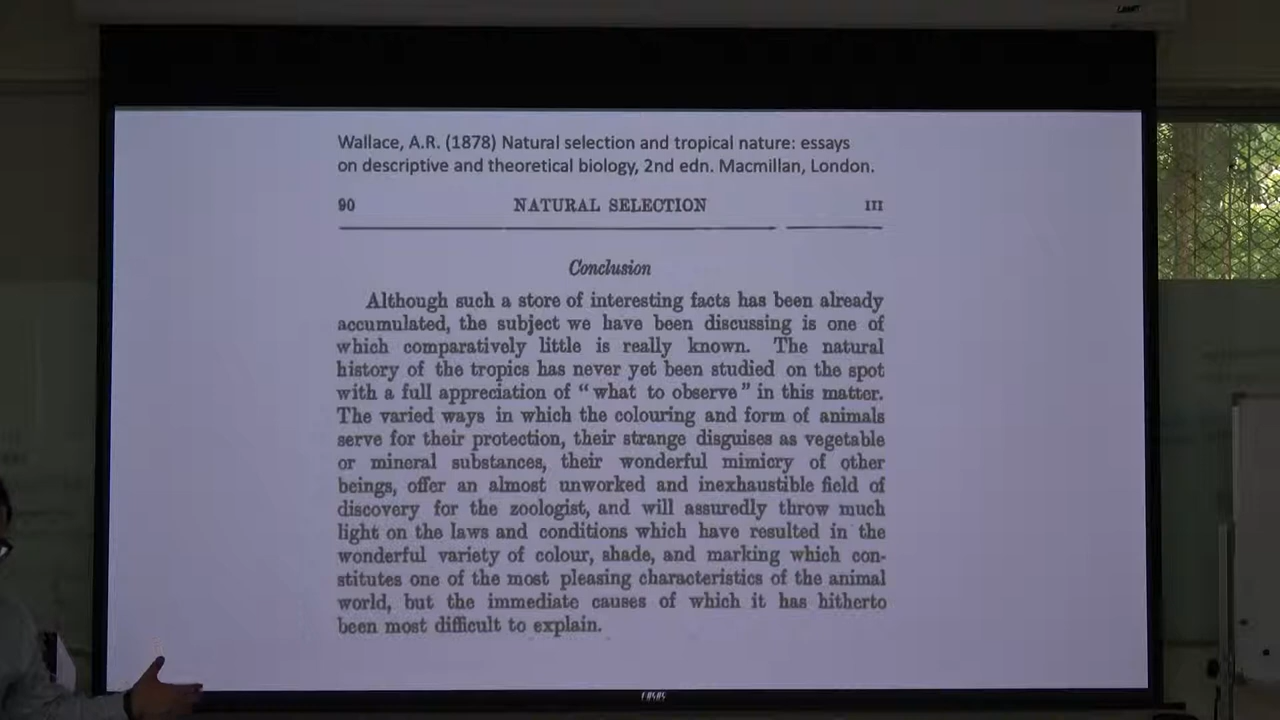 Wallace, A.R. (1878) Natural selection and tropical nature: essays
on descriptive and theoretical biology, 2nd edn. Macmillan, London.
90 NATURAL SELECTION III
Conclusion
Although such a store of interesting facts has been already
accumulated, the subject we have been discussing is one of
which comparatively little is really known. The natural
history of the tropics has never yet been studied on the spot
with a full appreciation of “what to observe” in this matter.
The varied ways in which the colouring and form of animals
serve for their protection, their strange disguises as vegetable
or mineral substances, their wonderful mimicry of other
beings, offer an almost unworked and inexhaustible field of
discovery for the zoologist, and will assuredly throw much
light on the laws and conditions which have resulted in the
wonderful variety of colour, shade, and marking which con-
stitutes one of the most pleasing characteristics of the animal
world, but the immediate causes of which it has hitherto
been most difficult to explain.